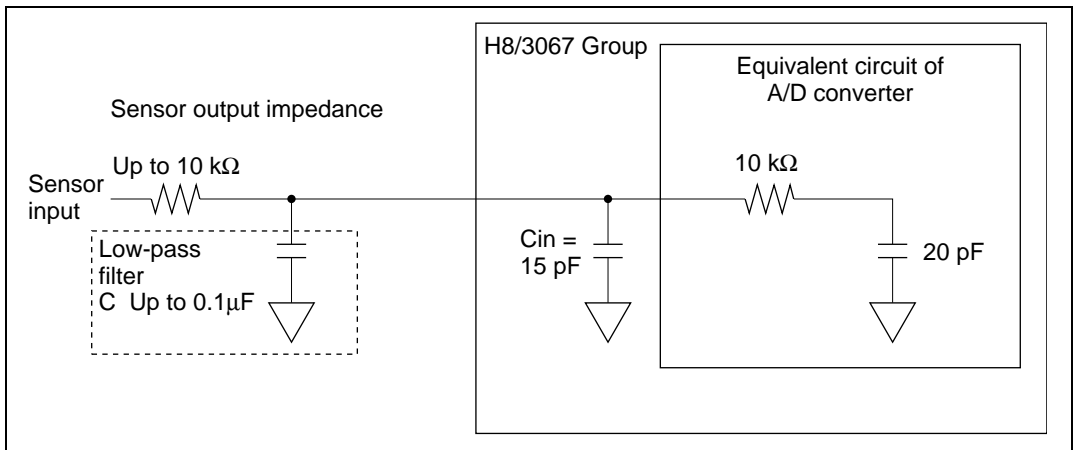 H8/3067 Group
Equivalent circuit of
A/D converter
Sensor output impedance
Up to 10 kΩ
10 kΩ
Sensor
input
Low-pass
filter
C  Up to 0.1μF
Cin =
15 pF
20 pF